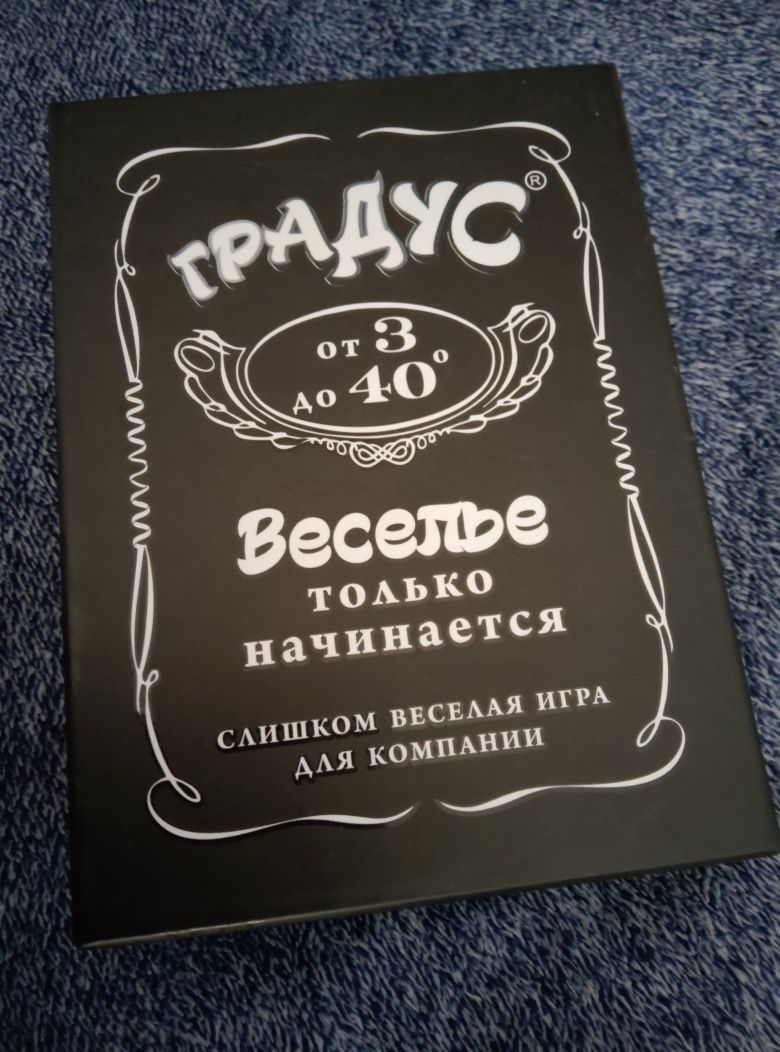 ГРАДУС®
от 3
до 40°
Веселье
только
начинается
СЛИШКОМ ВЕСЕЛАЯ ИГРА
ДЛЯ КОМПАНИИ